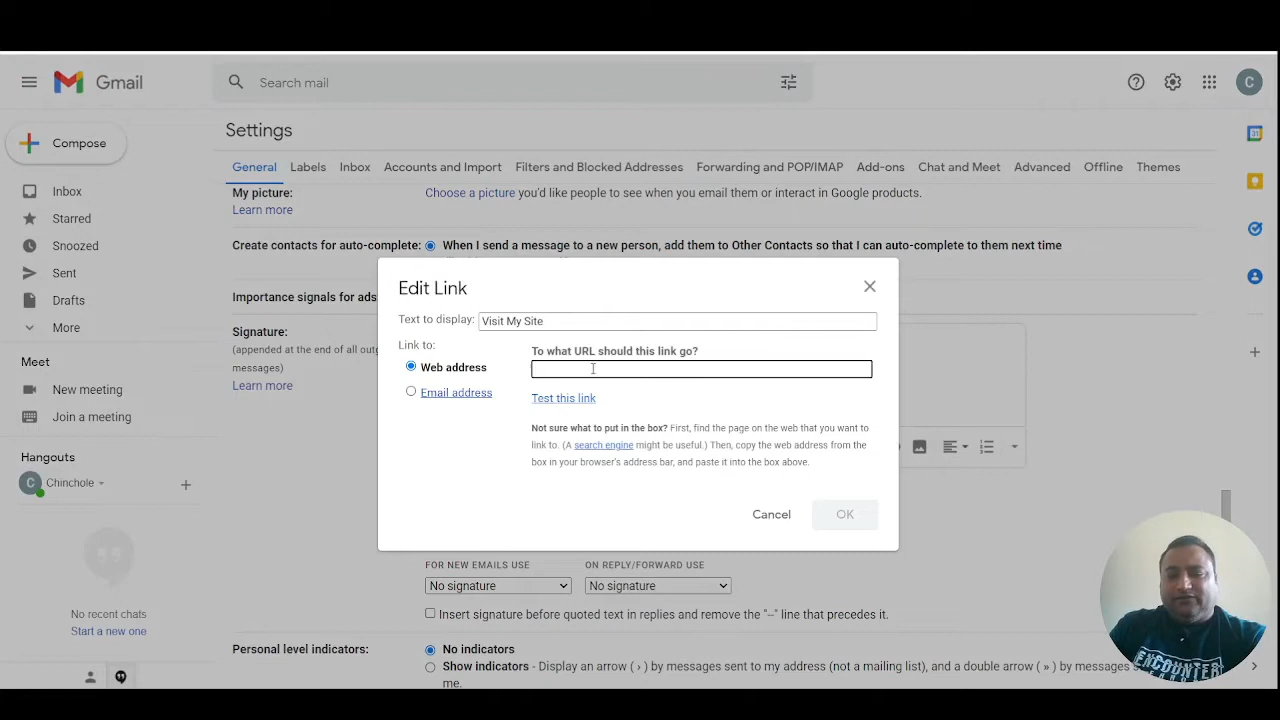 Gmail
Search mail
C
Compose
Settings
General Labels Inbox Accounts and Import Filters and Blocked Addresses Forwarding and POP/IMAP Add-ons Chat and Meet Advanced Offline Themes
Inbox
Starred
Snoozed
Sent
Drafts
More
Meet
New meeting
Join a meeting
Hangouts
C Chinchole
No recent chats
Start a new one
31
My picture: Choose a picture you'd like people to see when you email them or interact in Google products.
Learn more
Create contacts for auto-complete: When I send a message to a new person, add them to Other Contacts so that I can auto-complete to them next time
Importance signals for ads
Signature:
(appended at the end of all outg
messages)
Learn more
Edit Link
Text to display: Visit My Site
Link to:
Web address
Email address
To what URL should this link go?
Test this link
Not sure what to put in the box? First, find the page on the web that you want
to link to. (A search engine might be useful.) Then, copy the web address from the
box in your browser's address bar, and paste it into the box above.
Cancel OK
FOR NEW EMAILS USE ON REPLY/FORWARD USE
No signature No signature
Insert signature before quoted text in replies and remove the "--" line that precedes it.
Personal level indicators: No indicators
Show indicators - Display an arrow ( › ) by messages sent to my address (not a mailing list), and a double arrow ( » ) by messages s
me.
ENCOUNTER